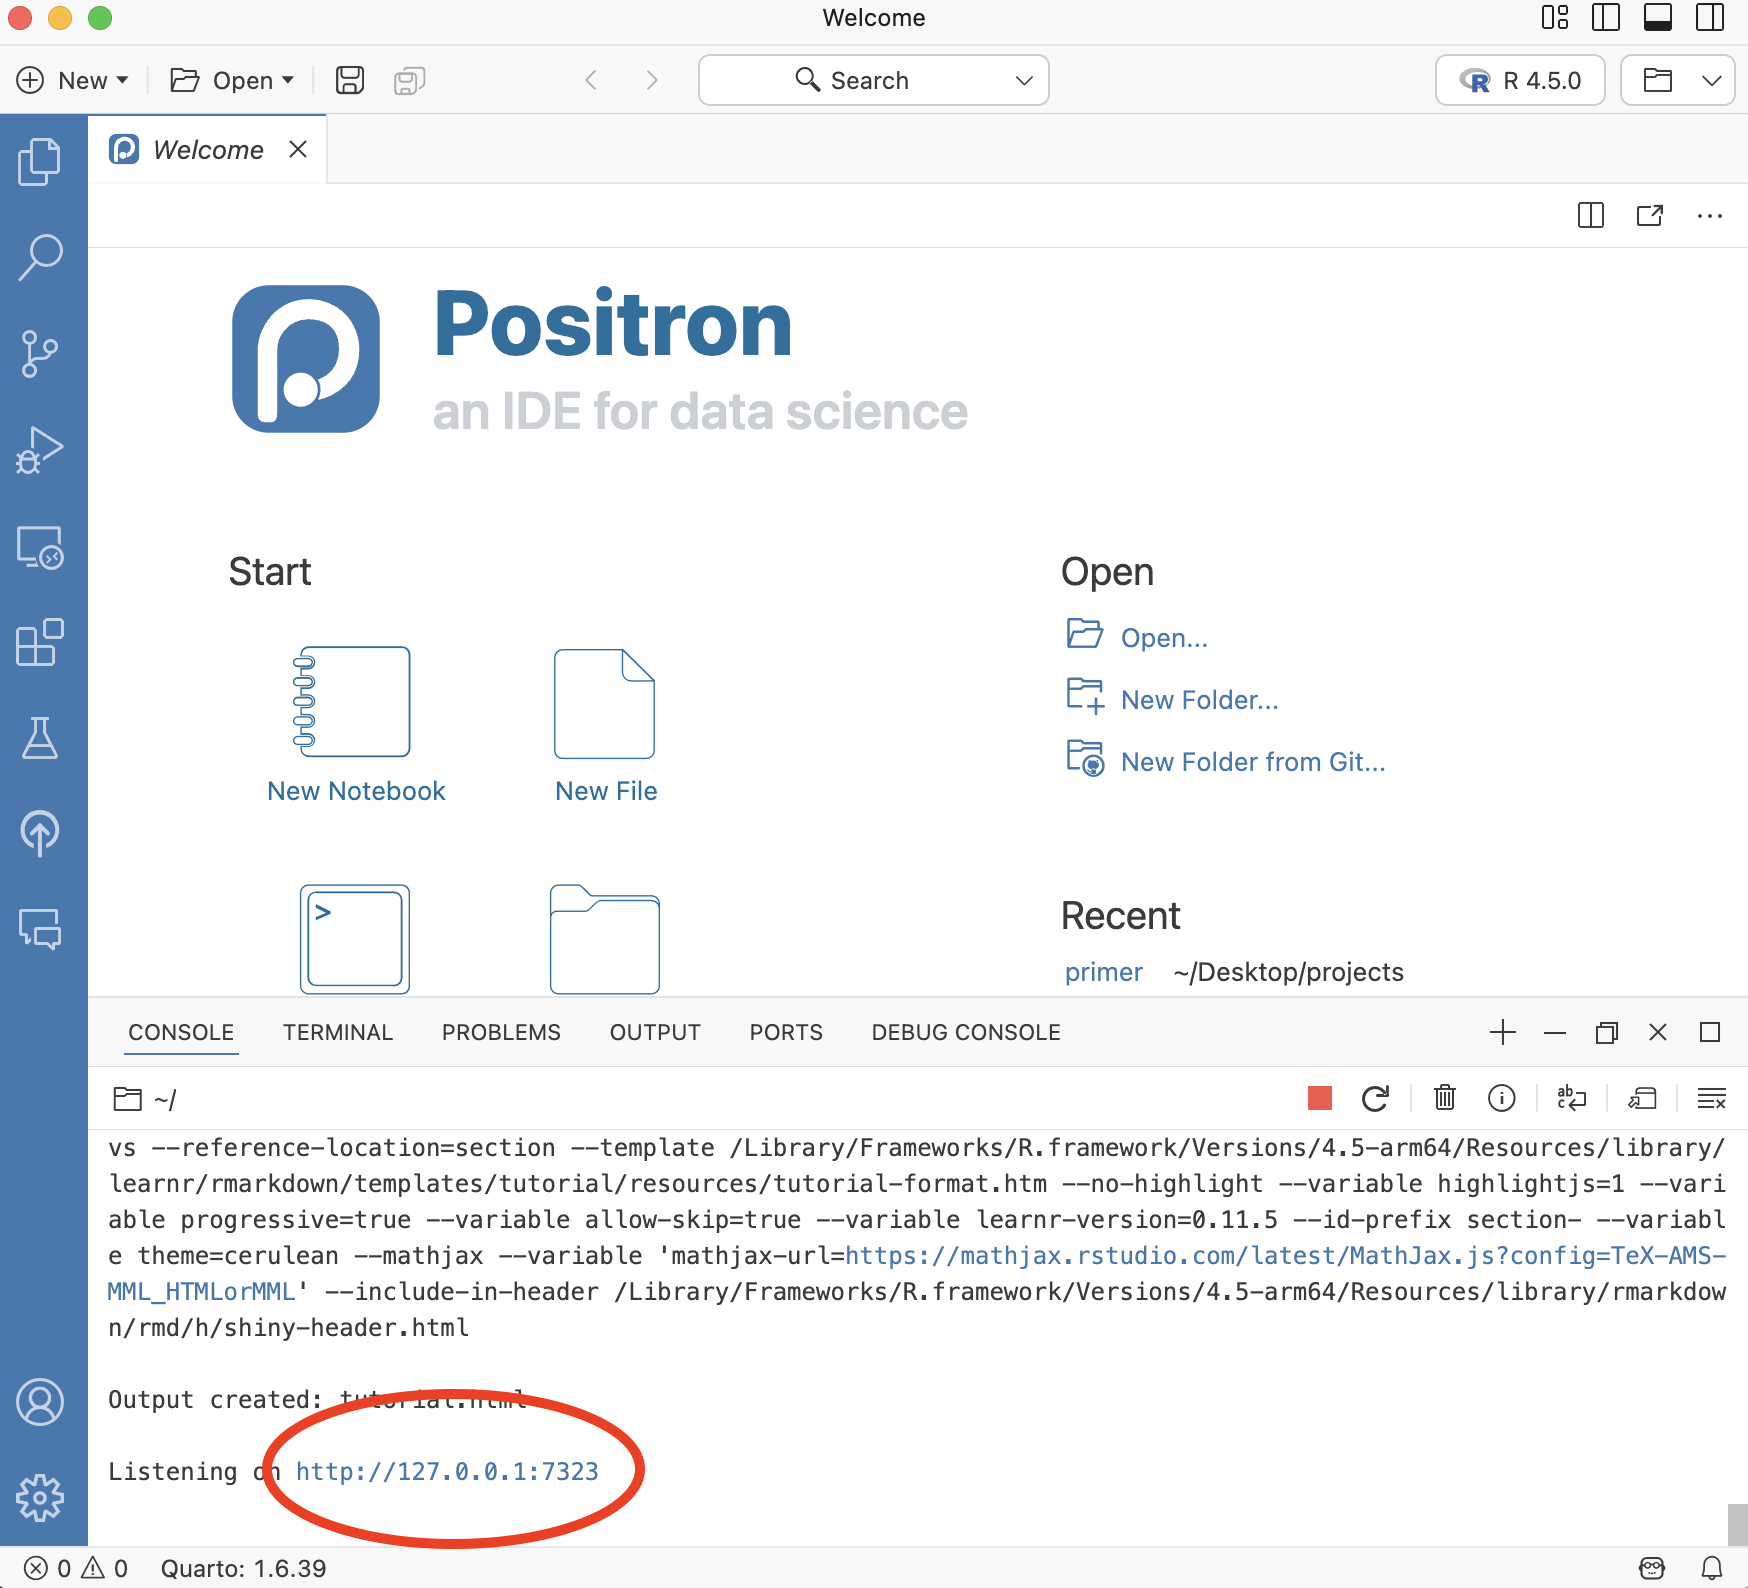 Welcome
New
Open
Search
R 4.5.0
Welcome
Positron
an IDE for data science
Start
Open
Open...
New Folder...
New Folder from Git...
New Notebook
New File
>
Recent
primer ~/Desktop/projects
CONSOLE TERMINAL PROBLEMS OUTPUT PORTS DEBUG CONSOLE
~/
vs --reference-location=section --template /Library/Frameworks/R.framework/Versions/4.5-arm64/Resources/library/
learnr/rmarkdown/templates/tutorial/resources/tutorial-format.htm --no-highlight --variable highlightjs=1 --vari
able progressive=true --variable allow-skip=true --variable learnr-version=0.11.5 --id-prefix section- --variabl
e theme=cerulean --mathjax --variable 'mathjax-url=https://mathjax.rstudio.com/latest/MathJax.js?config=TeX-AMS-
MML_HTMLorMML' --include-in-header /Library/Frameworks/R.framework/Versions/4.5-arm64/Resources/library/rmarkdow
n/rmd/h/shiny-header.html
Output created: tutorial.html
Listening on http://127.0.0.1:7323
0 0 Quarto: 1.6.39